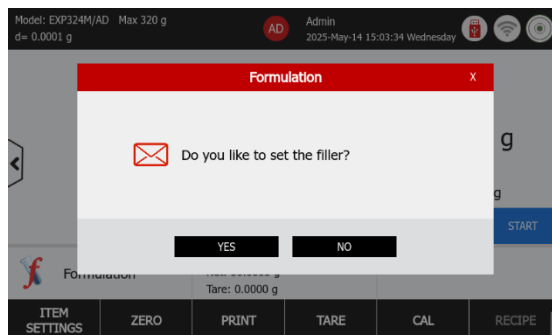 Model: EXP324M/AD Max 320 g
d= 0.0001 g
AD
Admin
2025-May-14 15:03:34 Wednesday
Formulation X
Do you like to set the filler?
g
g
YES NO
START
Formulation
Tare: 0.0000 g
ITEM SETTINGS
ZERO
PRINT
TARE
CAL
RECIPE